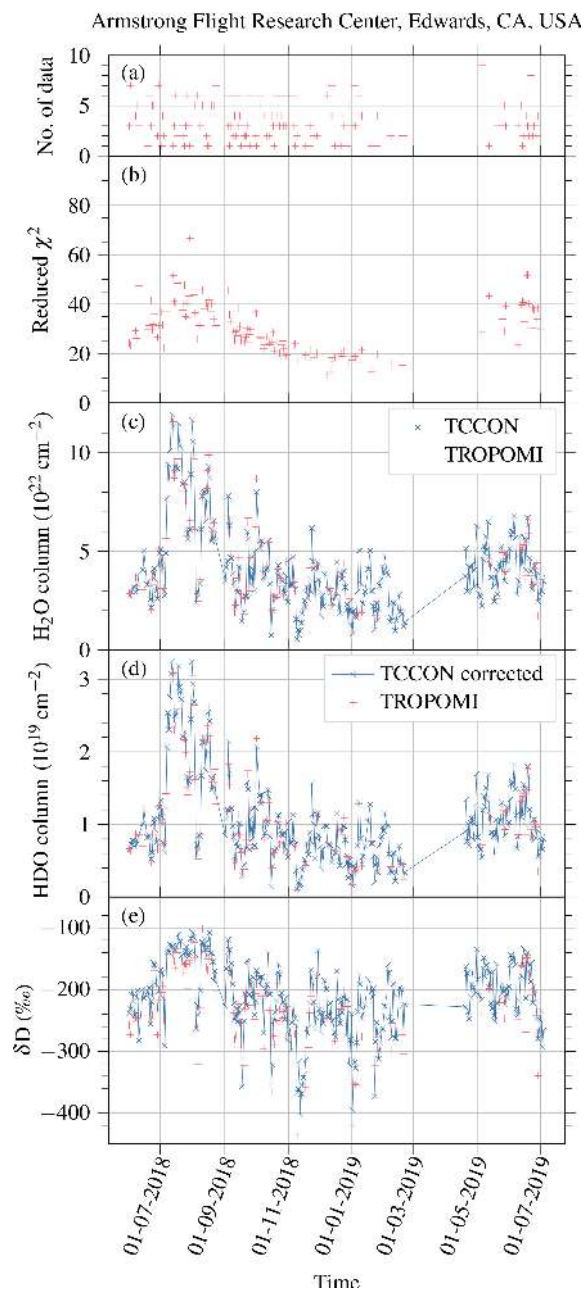 Armstrong Flight Research Center, Edwards, CA, USA
(a)
No. of data
10
5
0
(b)
Reduced χ²
80
60
40
20
0
(c)
H₂O column (10²² cm⁻²)
10
5
0
TCCON
TROPOMI
(d)
HDO column (10¹⁹ cm⁻²)
3
2
1
0
TCCON corrected
TROPOMI
(e)
δD (‰)
−100
−200
−300
−400
01-07-2018
01-09-2018
01-11-2018
01-01-2019
01-03-2019
01-05-2019
01-07-2019
Time